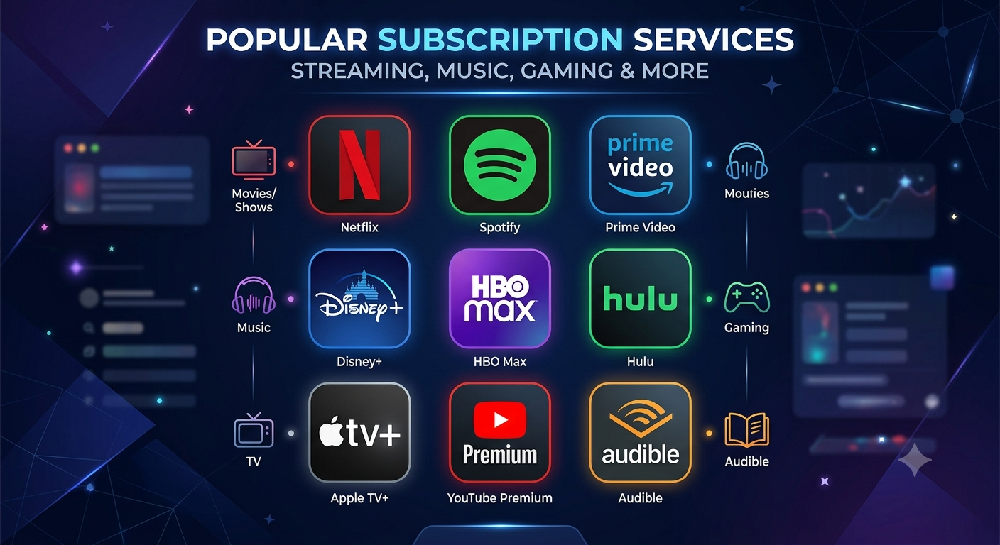 POPULAR SUBSCRIPTION SERVICES
STREAMING, MUSIC, GAMING & MORE
Movies/
Shows
N
Netflix
Spotify
prime
video
Prime Video
Mouties
Music
Disney+
Disney+
HBO
max
HBO Max
hulu
Hulu
Gaming
TV
tv+
Apple TV+
Premium
YouTube Premium
audible
Audible
Audible